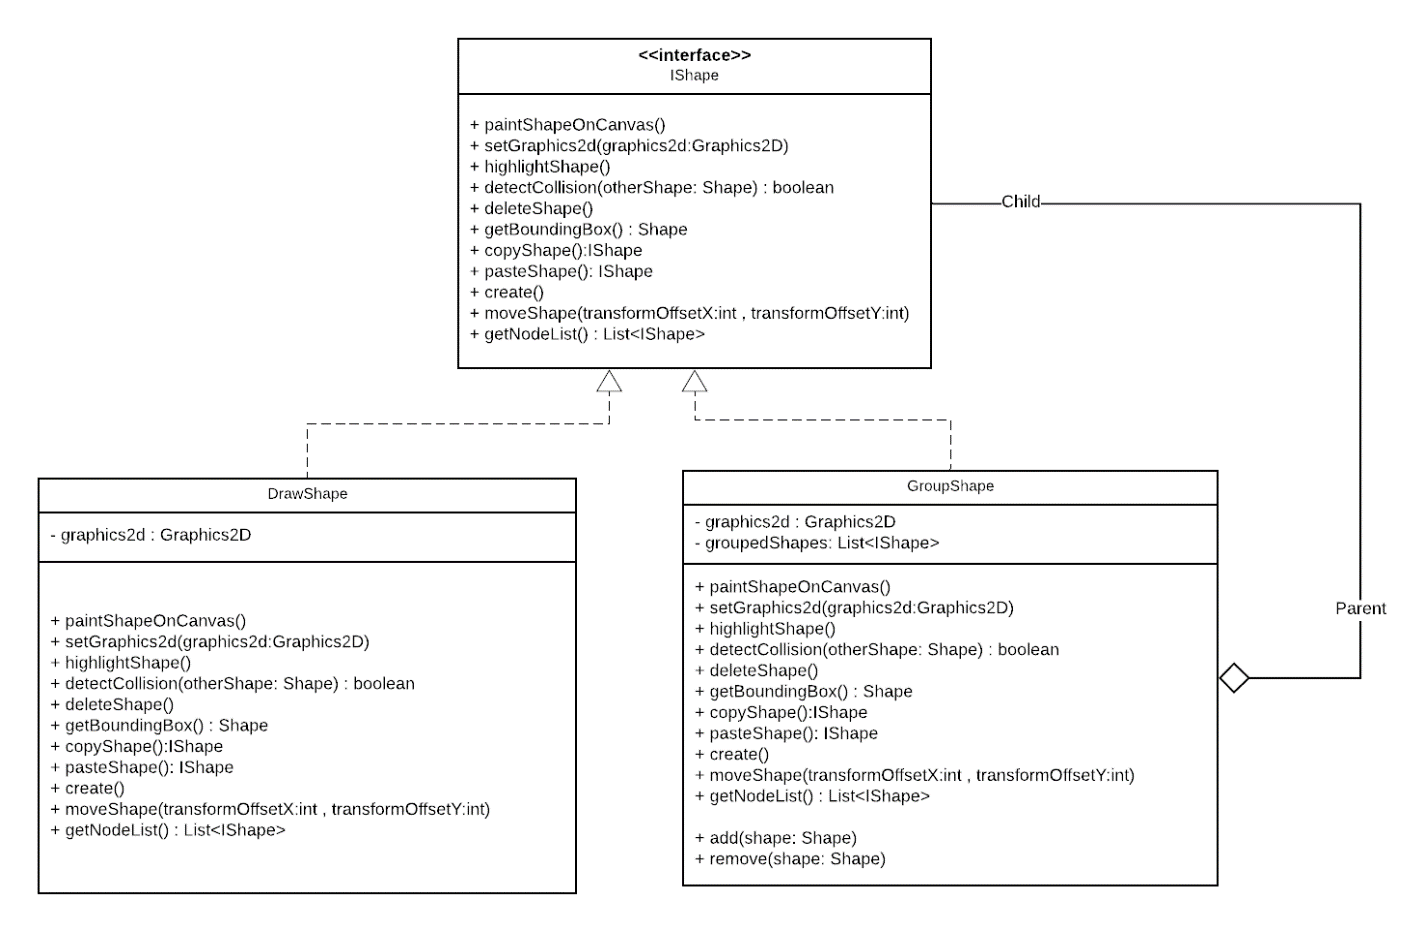 <<interface>>
IShape
+ paintShapeOnCanvas()
+ setGraphics2d(graphics2d:Graphics2D)
+ highlightShape()
+ detectCollision(otherShape: Shape) : boolean
+ deleteShape()
+ getBoundingBox() : Shape
+ copyShape():IShape
+ pasteShape(): IShape
+ create()
+ moveShape(transformOffsetX:int , transformOffsetY:int)
+ getNodeList() : List<IShape>
Child
DrawShape
- graphics2d : Graphics2D
+ paintShapeOnCanvas()
+ setGraphics2d(graphics2d:Graphics2D)
+ highlightShape()
+ detectCollision(otherShape: Shape) : boolean
+ deleteShape()
+ getBoundingBox() : Shape
+ copyShape():IShape
+ pasteShape(): IShape
+ create()
+ moveShape(transformOffsetX:int , transformOffsetY:int)
+ getNodeList() : List<IShape>
GroupShape
- graphics2d : Graphics2D
- groupedShapes: List<IShape>
+ paintShapeOnCanvas()
+ setGraphics2d(graphics2d:Graphics2D)
+ highlightShape()
+ detectCollision(otherShape: Shape) : boolean
+ deleteShape()
+ getBoundingBox() : Shape
+ copyShape():IShape
+ pasteShape(): IShape
+ create()
+ moveShape(transformOffsetX:int , transformOffsetY:int)
+ getNodeList() : List<IShape>
+ add(shape: Shape)
+ remove(shape: Shape)
Parent